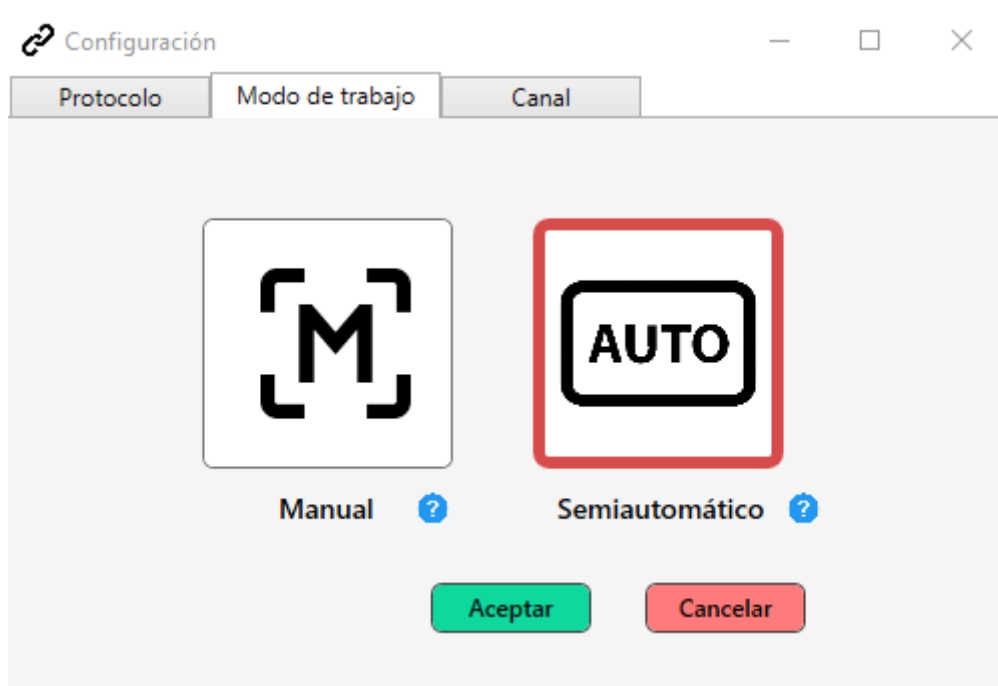 Configuración
Protocolo Modo de trabajo Canal
M AUTO
Manual ? Semiautomático ?
Aceptar Cancelar